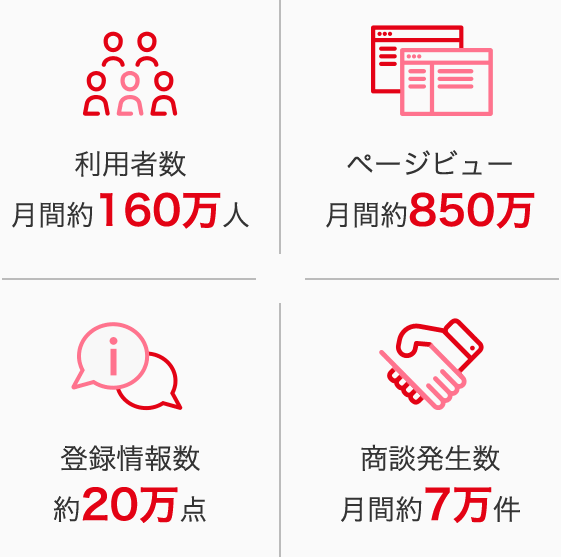 利用者数
月間約160万人
ページビュー
月間約850万
i
登録情報数
約20万点
商談発生数
月間約7万件